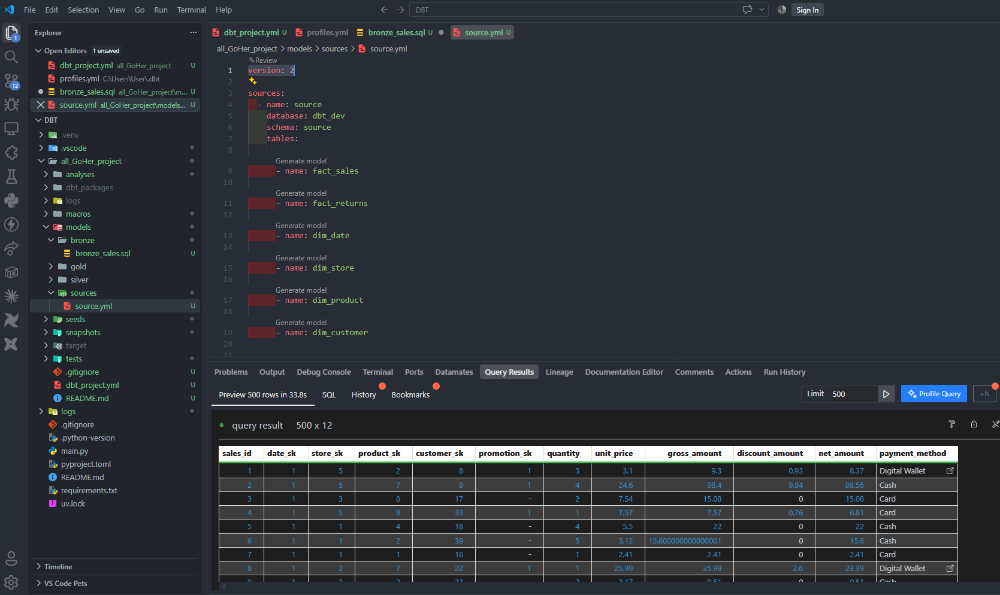 File Edit Selection View Go Run Terminal Help
DBT
Sign In
Explorer
Open Editors 1 unsaved
dbt_project.yml all_GoHer_project U
profiles.yml C:\Users\User\.dbt
bronze_sales.sql all_GoHer_project\m... U
source.yml all_GoHer_project\models... U
DBT
.venv
.vscode
all_GoHer_project
analyses
dbt_packages
logs
macros
models
bronze
bronze_sales.sql U
gold
silver
sources
source.yml U
seeds
snapshots
target
tests
.gitignore U
dbt_project.yml U
README.md U
logs
.gitignore
.python-version
main.py
pyproject.toml
README.md
requirements.txt
uv.lock
Timeline
VS Code Pets
1
12
dbt_project.yml U profiles.yml bronze_sales.sql U source.yml U
all_GoHer_project > models > sources > source.yml
Review
1 version: 2
2
3 sources:
4 - name: source
5 database: dbt_dev
6 schema: source
7 tables:
8
Generate model
9 - name: fact_sales
10
Generate model
11 - name: fact_returns
12
Generate model
13 - name: dim_date
14
Generate model
15 - name: dim_store
16
Generate model
17 - name: dim_product
18
Generate model
19 - name: dim_customer
20
21
Problems Output Debug Console Terminal Ports Datamates Query Results Lineage Documentation Editor Comments Actions Run History
Preview 500 rows in 33.8s SQL History Bookmarks Limit 500 Profile Query +N
query result 500 x 12
sales_id date_sk store_sk product_sk customer_sk promotion_sk quantity unit_price gross_amount discount_amount net_amount payment_method
1 1 5 2 8 1 3 3.1 9.3 0.93 8.37 Digital Wallet
2 1 5 7 8 1 4 24.6 98.4 9.84 88.56 Cash
3 1 3 8 17 - 2 7.54 15.08 0 15.08 Card
4 1 5 8 33 1 1 7.57 7.57 0.76 6.81 Card
5 1 1 4 18 - 4 5.5 22 0 22 Cash
6 1 1 2 39 - 5 3.12 15.600000000000001 0 15.6 Cash
7 1 1 1 16 - 1 2.41 2.41 0 2.41 Card
8 1 2 7 22 1 1 25.99 25.99 2.6 23.39 Digital Wallet